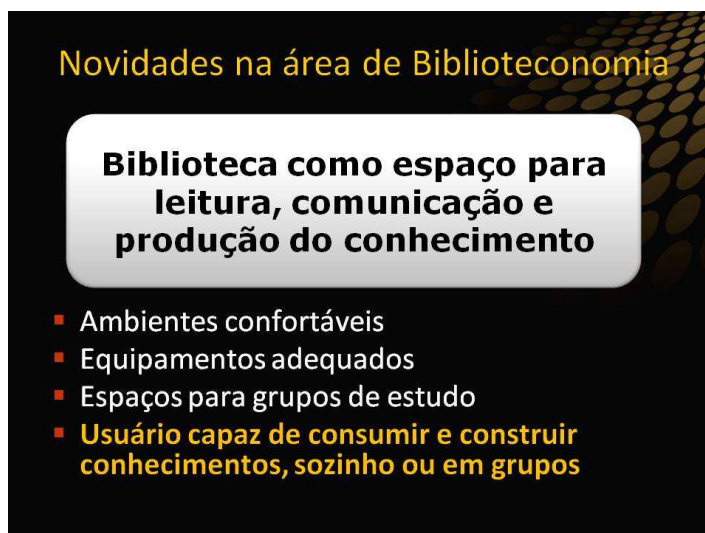 Novidades na área de Biblioteconomia
Biblioteca como espaço para
leitura, comunicação e
produção do conhecimento
Ambientes confortáveis
Equipamentos adequados
Espaços para grupos de estudo
Usuário capaz de consumir e construir
conhecimentos, sozinho ou em grupos